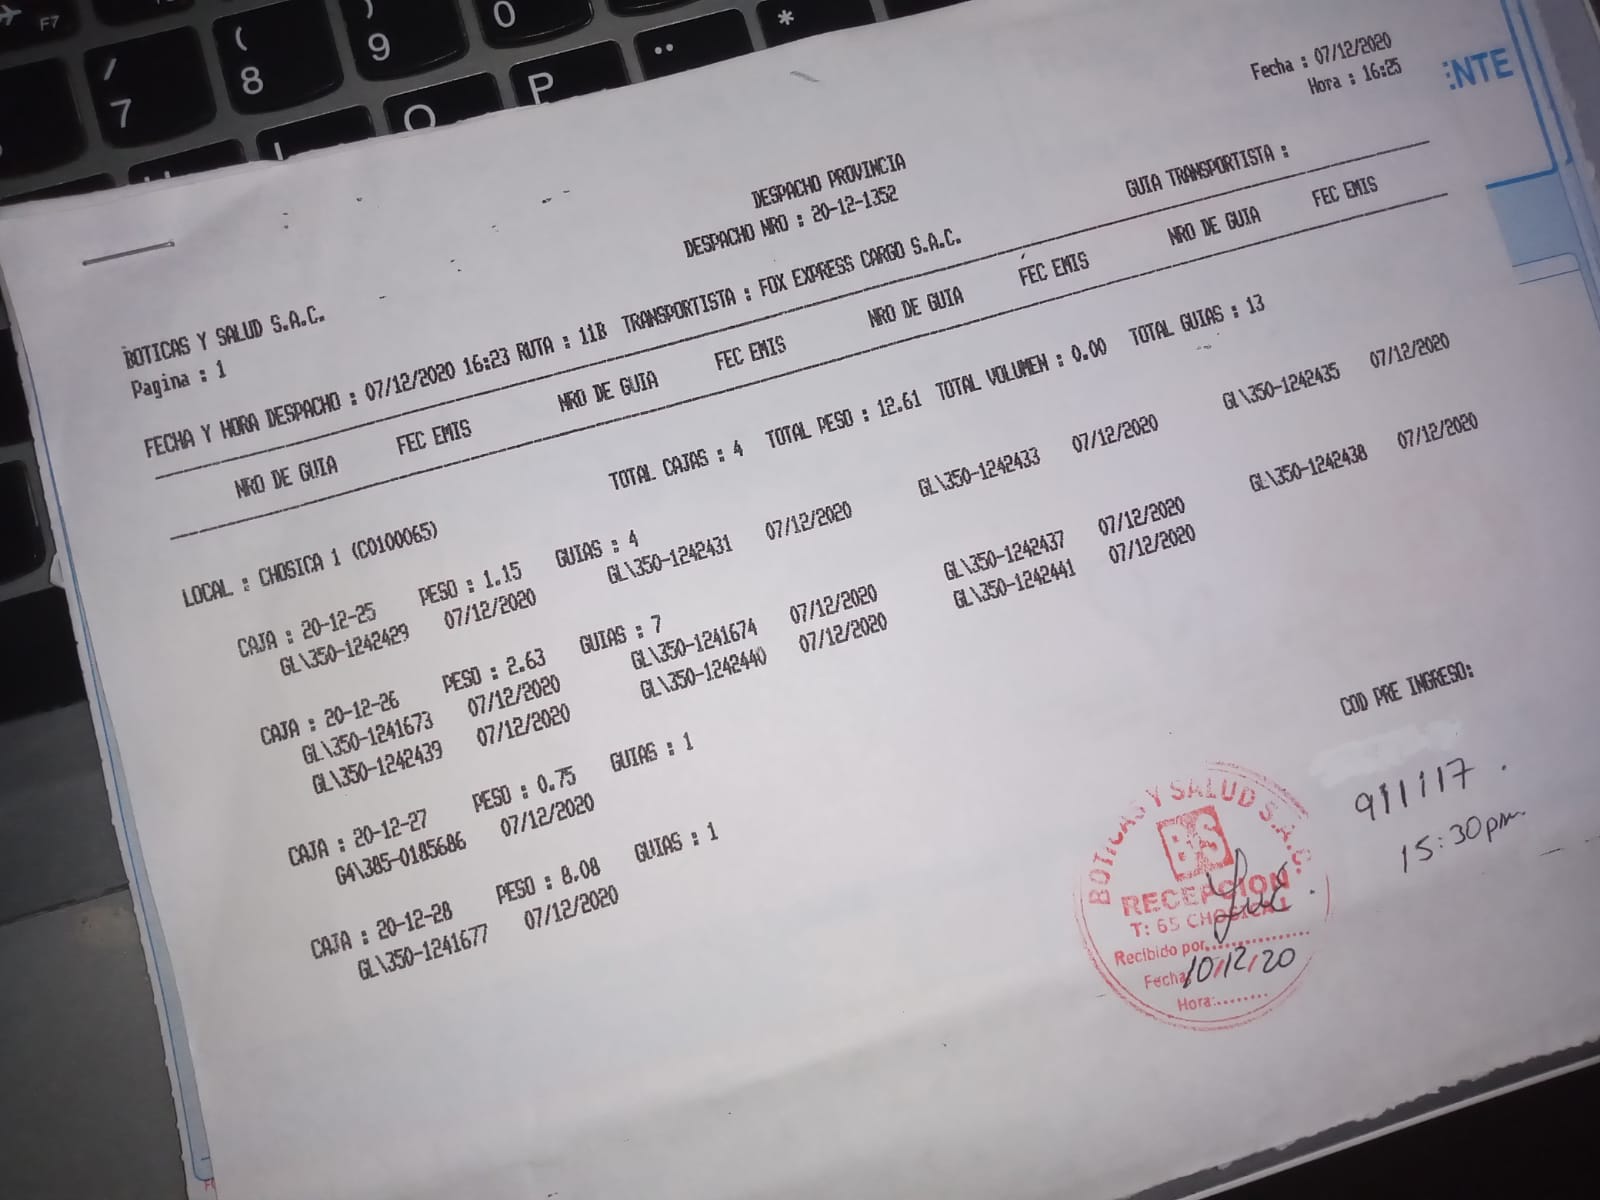 F7
/
7
(
8
)
9
0
*
O
P
ENTE
Fecha : 07/12/2020
Hora : 16:25
DESPACHO PROVINCIA
DESPACHO NRO : 20-12-1352
GUIA TRANSPORTISTA :
BOTICAS Y SALUD S.A.C.
Pagina : 1
FECHA Y HORA DESPACHO : 07/12/2020 16:23 RUTA : 11B TRANSPORTISTA : FOX EXPRESS CARGO S.A.C.
NRO DE GUIA FEC EMIS NRO DE GUIA FEC EMIS NRO DE GUIA FEC EMIS NRO DE GUIA FEC EMIS
LOCAL : CHOSICA 1 (C0100065) TOTAL CAJAS : 4 TOTAL PESO : 12.61 TOTAL VOLUMEN : 0.00 TOTAL GUIAS : 13
CAJA : 20-12-25 PESO : 1.15 GUIAS : 4
GL\350-1242429 07/12/2020 GL\350-1242431 07/12/2020 GL\350-1242433 07/12/2020 GL\350-1242435 07/12/2020
CAJA : 20-12-26 PESO : 2.63 GUIAS : 7
GL\350-1241673 07/12/2020 GL\350-1241674 07/12/2020 GL\350-1242437 07/12/2020 GL\350-1242438 07/12/2020
GL\350-1242439 07/12/2020 GL\350-1242440 07/12/2020 GL\350-1242441 07/12/2020
CAJA : 20-12-27 PESO : 0.75 GUIAS : 1
G4\385-0185686 07/12/2020
CAJA : 20-12-28 PESO : 8.08 GUIAS : 1
GL\350-1241677 07/12/2020
COD PRE INGRESO:
911117.
15:30pm.
BOTICAS Y SALUD S.A.C.
BS
RECEPCION
T: 65 CHOSICA 1
Recibido por
Fecha 10/12/20
Hora: